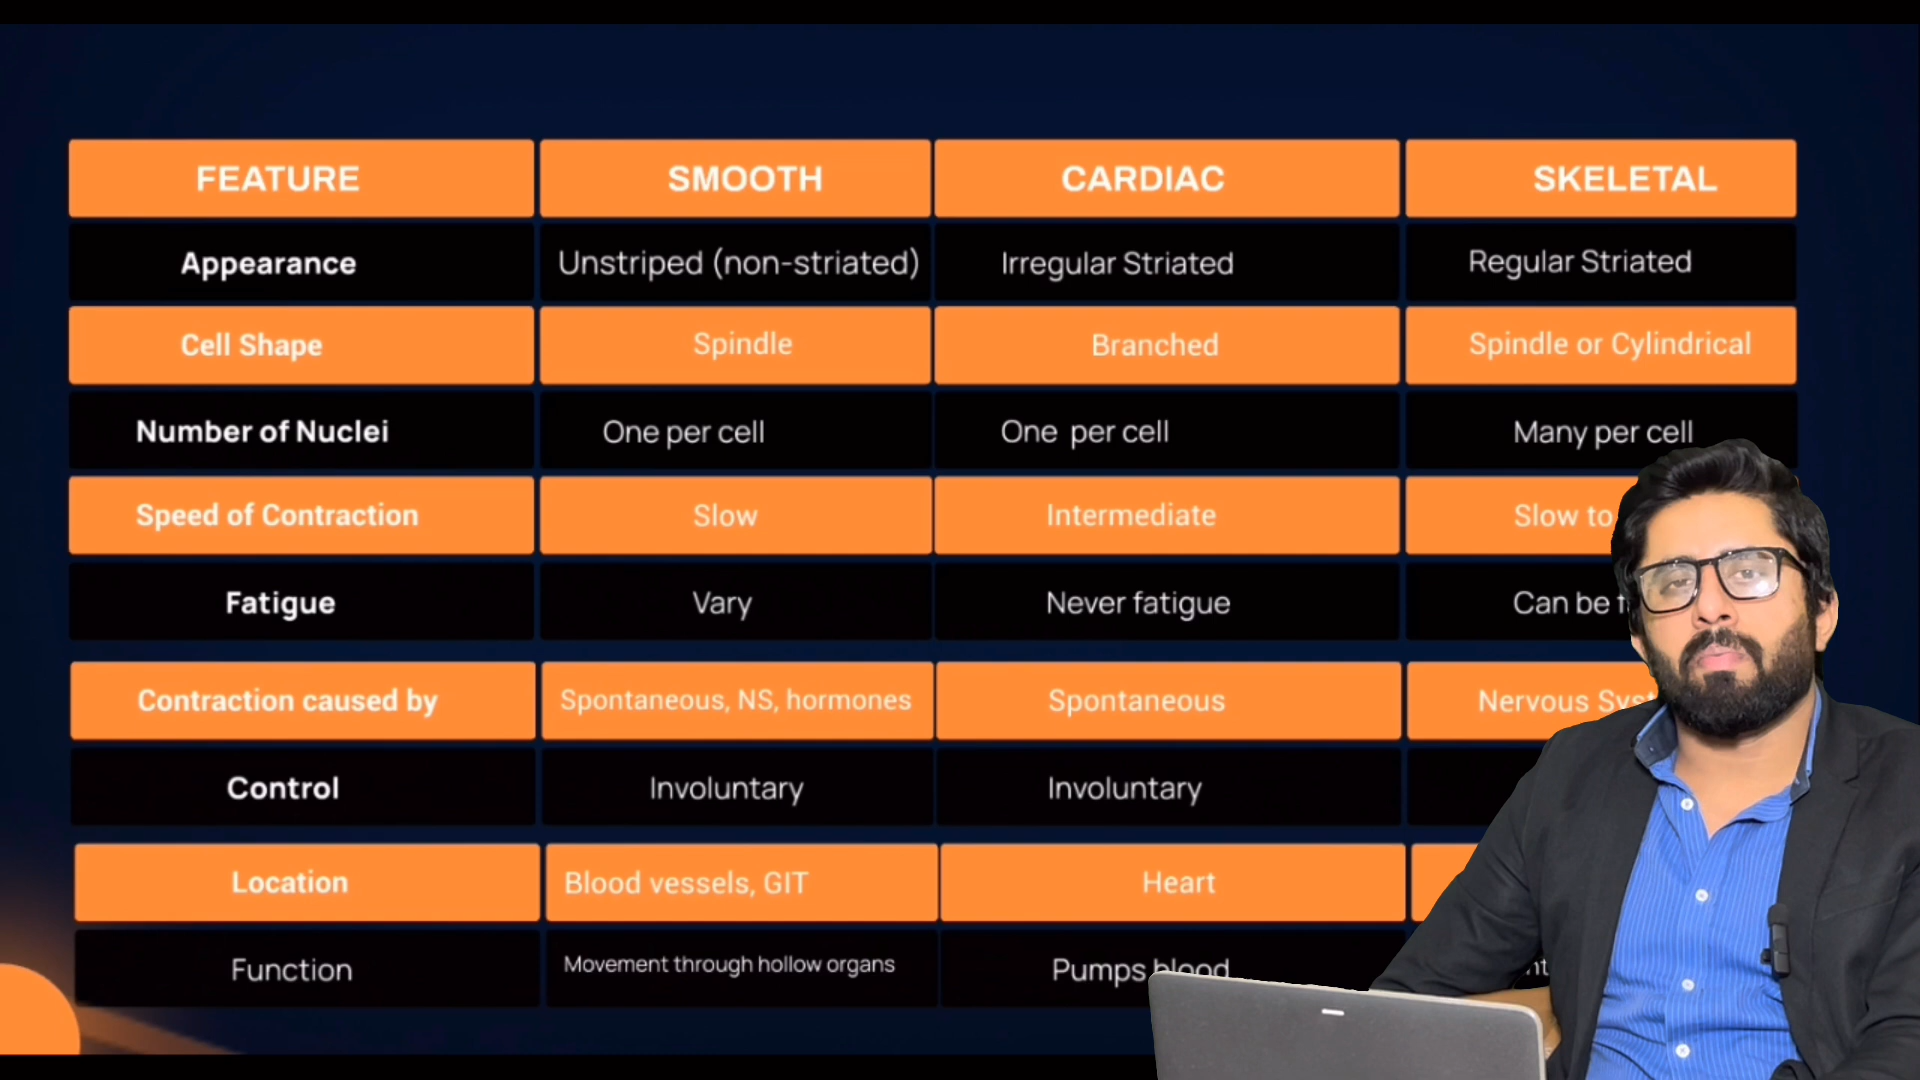 FEATURE SMOOTH CARDIAC SKELETAL
Appearance Unstriped (non-striated) Irregular Striated Regular Striated
Cell Shape Spindle Branched Spindle or Cylindrical
Number of Nuclei One per cell One per cell Many per cell
Speed of Contraction Slow Intermediate Slow to
Fatigue Vary Never fatigue Can be
Contraction caused by Spontaneous, NS, hormones Spontaneous Nervous
Control Involuntary Involuntary
Location Blood vessels, GIT Heart
Function Movement through hollow organs Pumps blood